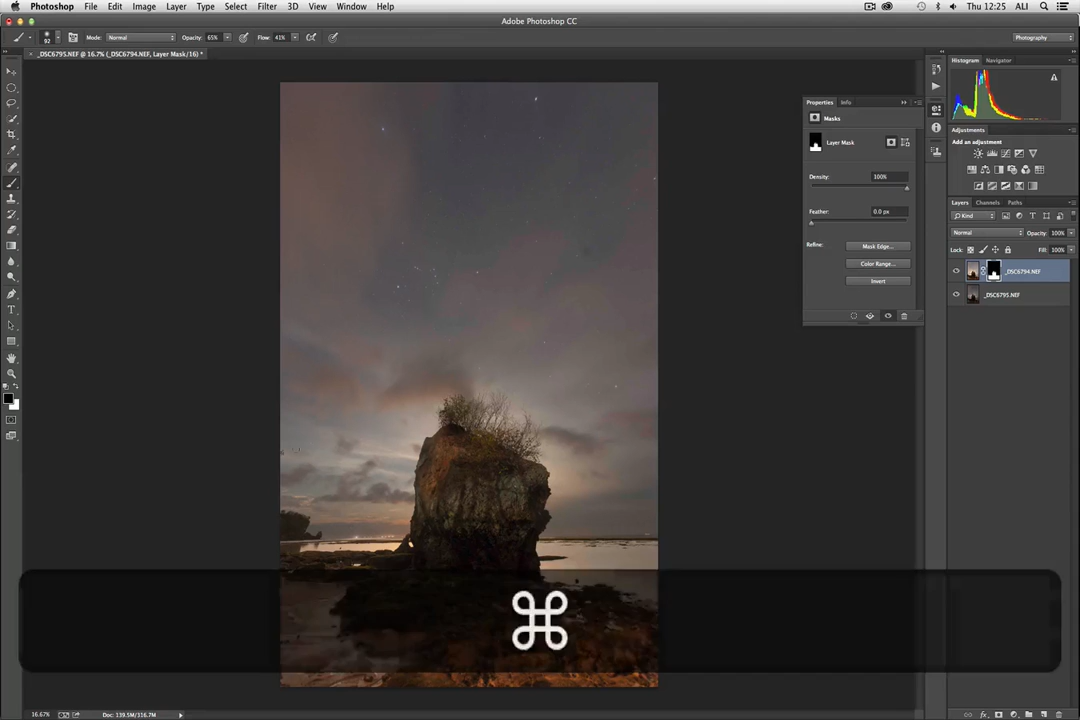 Photoshop File Edit Image Layer Type Select Filter 3D View Window Help Thu 12:25 ALI
Adobe Photoshop CC
92 Mode: Normal Opacity: 65% Flow: 41% Photography
_DSC6795.NEF @ 16.7% (_DSC6794.NEF, Layer Mask/16) *
Histogram Navigator
Properties Info
Masks
Layer Mask
Density: 100%
Feather: 0.0 px
Refine: Mask Edge...
Color Range...
Invert
Adjustments
Add an adjustment
Layers Channels Paths
Kind
Normal Opacity: 100%
Lock: Fill: 100%
_DSC6794.NEF
_DSC6795.NEF
⌘
16.67% Doc: 139.5M/316.7M